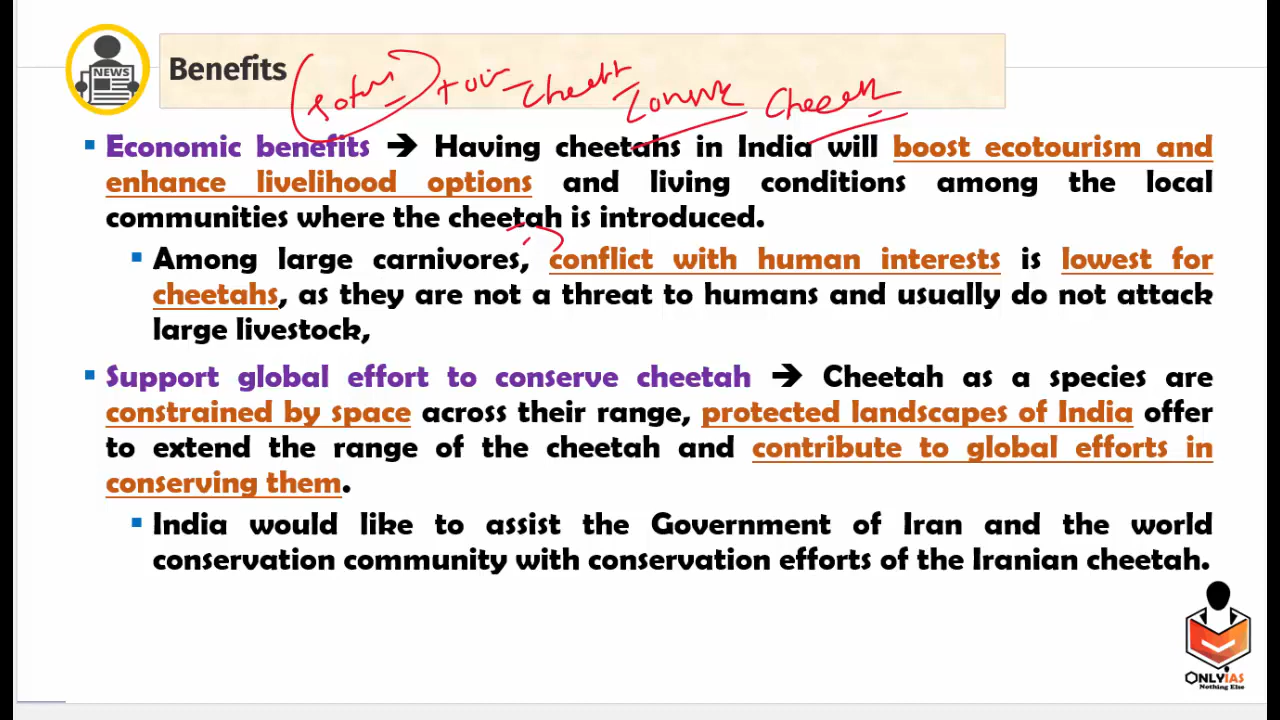 NEWS
Benefits
Economic benefits ➔ Having cheetahs in India will boost ecotourism and
enhance livelihood options and living conditions among the local
communities where the cheetah is introduced.
Among large carnivores, conflict with human interests is lowest for
cheetahs, as they are not a threat to humans and usually do not attack
large livestock,
Support global effort to conserve cheetah ➔ Cheetah as a species are
constrained by space across their range, protected landscapes of India offer
to extend the range of the cheetah and contribute to global efforts in
conserving them.
India would like to assist the Government of Iran and the world
conservation community with conservation efforts of the Iranian cheetah.
ONLYIAS
Nothing Else